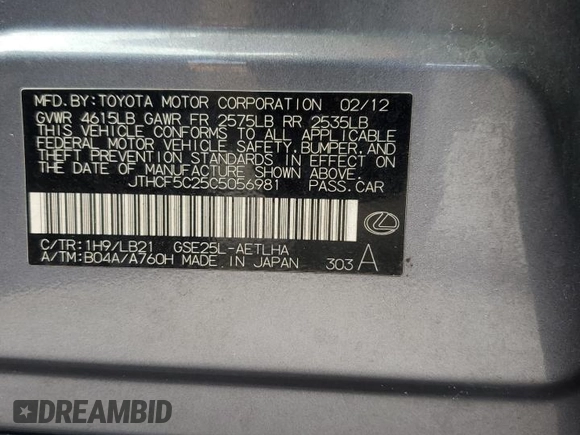 MFD.BY:TOYOTA MOTOR CORPORATION 02/12
GVWR 4615LB GAWR FR 2575LB RR 2535LB
THIS VEHICLE CONFORMS TO ALL APPLICABLE
FEDERAL MOTOR VEHICLE SAFETY,BUMPER, AND
THEFT PREVENTION STANDARDS IN EFFECT ON
THE DATE OF MANUFACTURE SHOWN ABOVE.
JTHCF5C25C5056981 PASS.CAR
C/TR:1H9/LB21 GSE25L-AETLHA
A/TM:B04A/A760H MADE IN JAPAN 303 A
DREAMBID